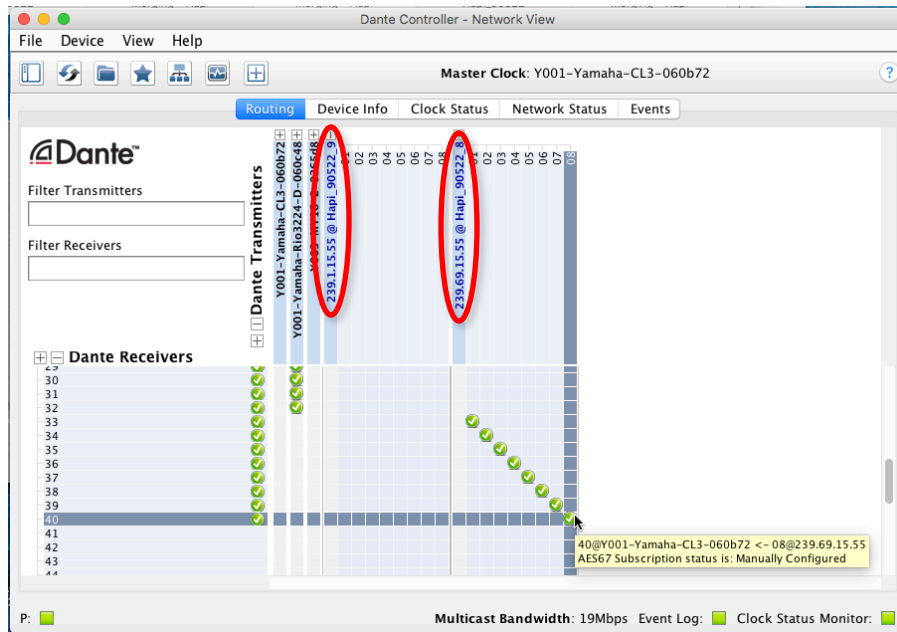 Dante Controller - Network View
File Device View Help
Master Clock: Y001-Yamaha-CL3-060b72
?
Routing Device Info Clock Status Network Status Events
Dante™
Filter Transmitters
Filter Receivers
Dante Transmitters
Y001-Yamaha-CL3-060b72
Y001-Yamaha-Rio3224-D-060c48
239.1.15.55 @ Hapi_90522_9
02 03 04 05 06 07
239.69.15.55 @ Hapi_90522_8
01 02 03 04 05 06 07 08
Dante Receivers
29
30
31
32
33
34
35
36
37
38
39
40
41
42
43
44
40@Y001-Yamaha-CL3-060b72 <- 08@239.69.15.55
AES67 Subscription status is: Manually Configured
P:
Multicast Bandwidth: 19Mbps Event Log: Clock Status Monitor: